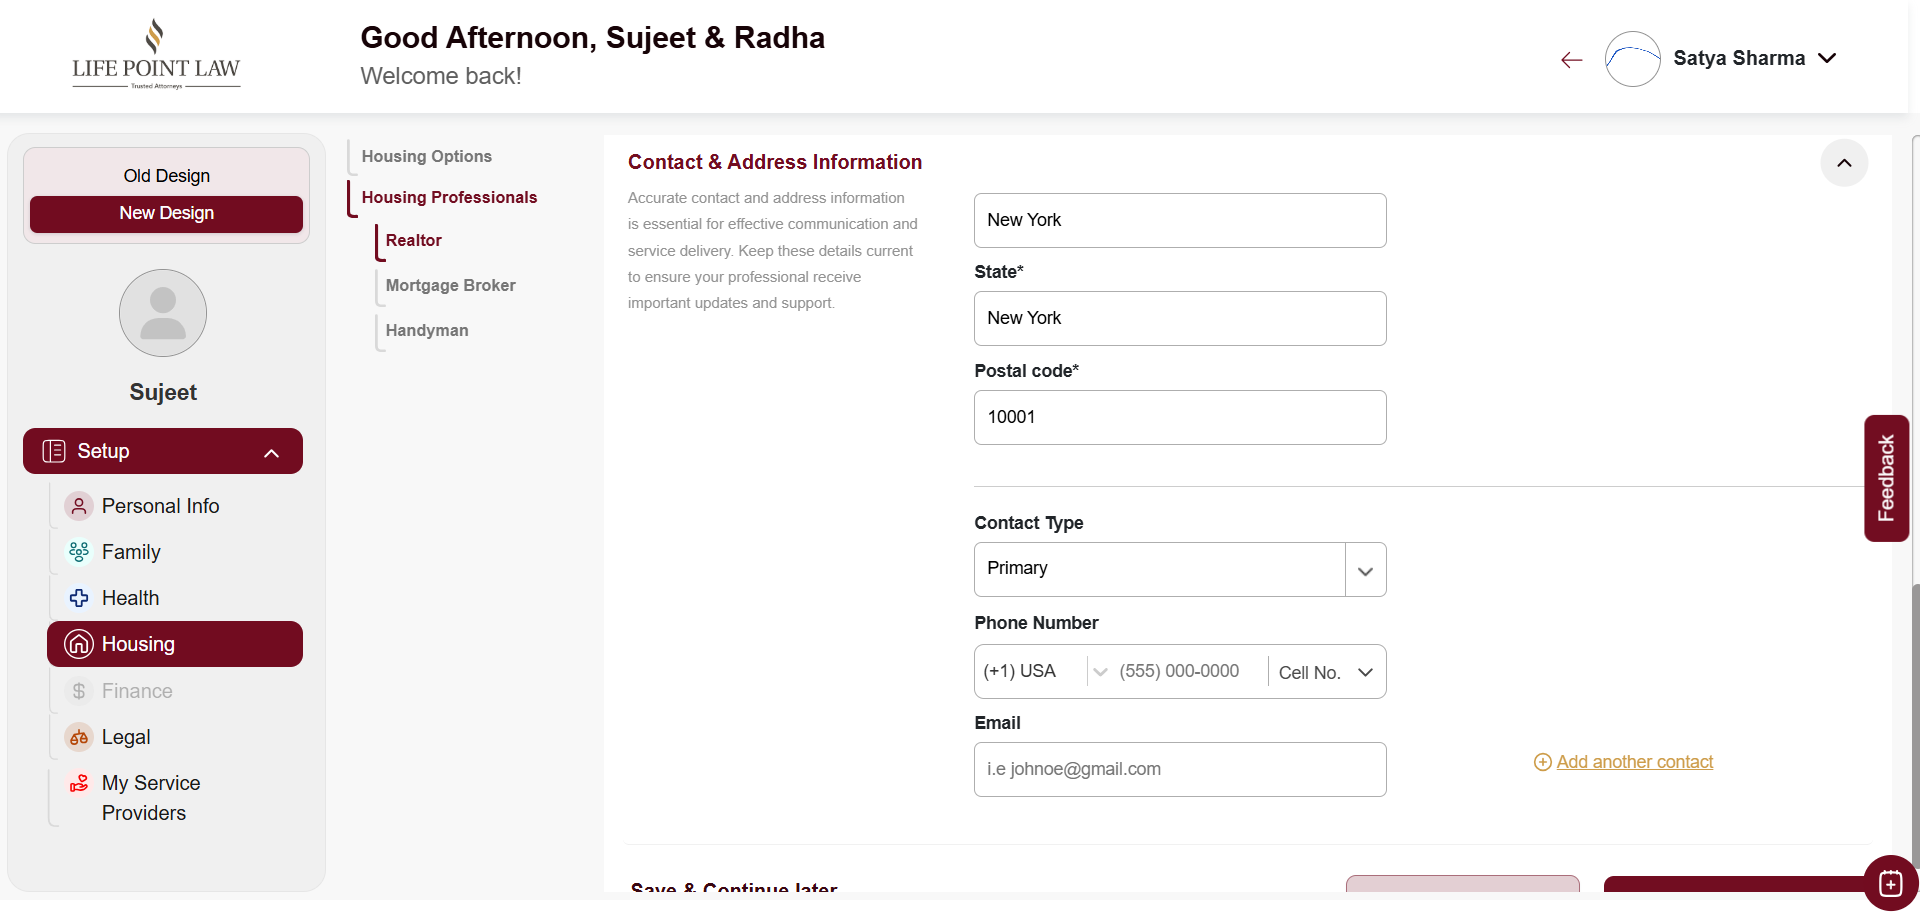 LIFE POINT LAW
Trusted Attorneys
Good Afternoon, Sujeet & Radha
Welcome back!
Satya Sharma
Old Design
New Design
Sujeet
Setup
Personal Info
Family
Health
Housing
Finance
Legal
My Service
Providers
Housing Options
Housing Professionals
Realtor
Mortgage Broker
Handyman
Contact & Address Information
Accurate contact and address information
is essential for effective communication and
service delivery. Keep these details current
to ensure your professional receive
important updates and support.
New York
State*
New York
Postal code*
10001
Contact Type
Primary
Phone Number
(+1) USA (555) 000-0000 Cell No.
Email
i.e johnoe@gmail.com
Add another contact
Feedback
Save & Continue later